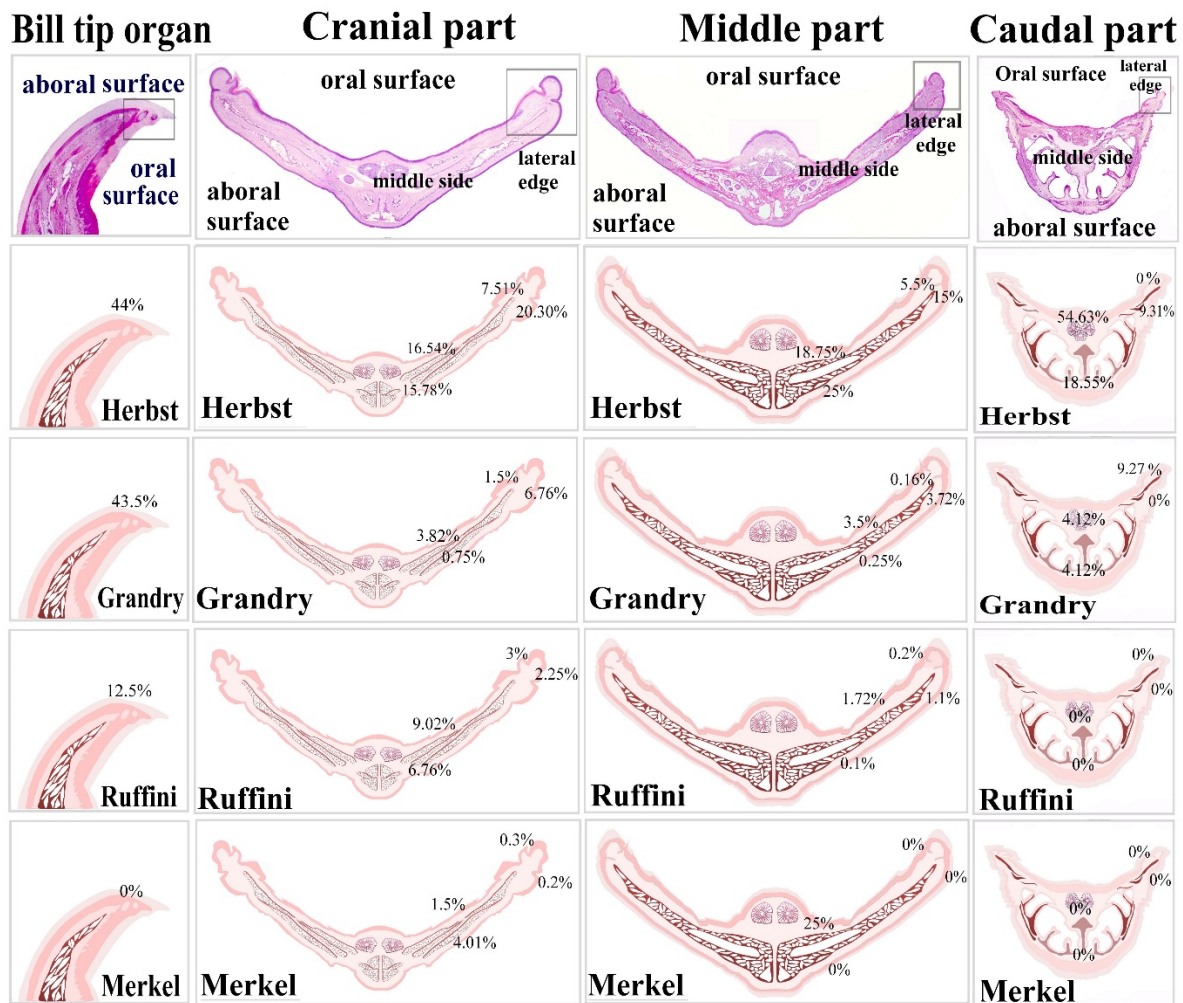 Bill tip organ
Cranial part
Middle part
Caudal part
aboral surface
oral
surface
oral surface
lateral
edge
middle side
aboral
surface
oral surface
lateral
edge
middle side
aboral
surface
Oral surface
lateral
edge
middle side
aboral surface
44%
Herbst
7.51%
20.30%
16.54%
15.78%
Herbst
5.5%
15%
18.75%
25%
Herbst
0%
9.31%
54.63%
18.55%
Herbst
43.5%
Grandry
1.5%
6.76%
3.82%
0.75%
Grandry
0.16%
3.72%
3.5%
0.25%
Grandry
9.27%
0%
4.12%
4.12%
Grandry
12.5%
Ruffini
3%
2.25%
9.02%
6.76%
Ruffini
0.2%
1.72%
1.1%
0.1%
Ruffini
0%
0%
0%
0%
Ruffini
0%
Merkel
0.3%
0.2%
1.5%
4.01%
Merkel
0%
0%
25%
0%
Merkel
0%
0%
0%
0%
Merkel